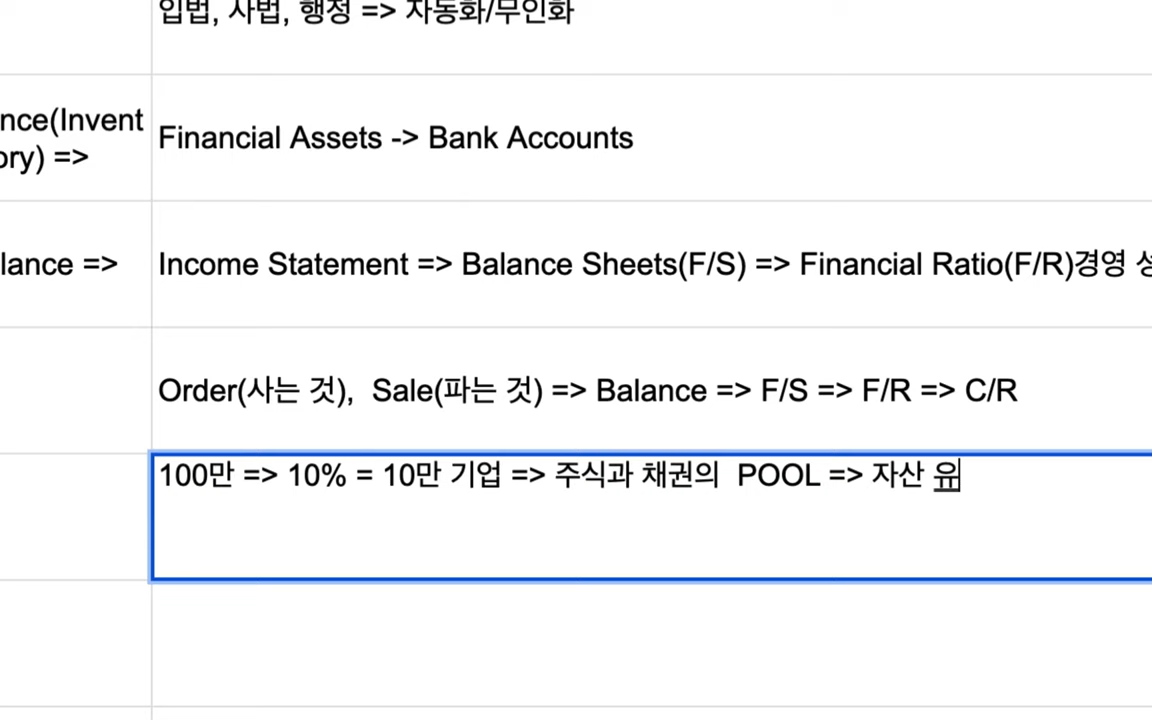 입법, 사법, 행정 => 자동화/무인화
nce(Invent
ory) =>
Financial Assets -> Bank Accounts
lance =>
Income Statement => Balance Sheets(F/S) => Financial Ratio(F/R)경영 성
Order(사는 것),  Sale(파는 것) => Balance => F/S => F/R => C/R
100만 => 10% = 10만 기업 => 주식과 채권의  POOL => 자산 유